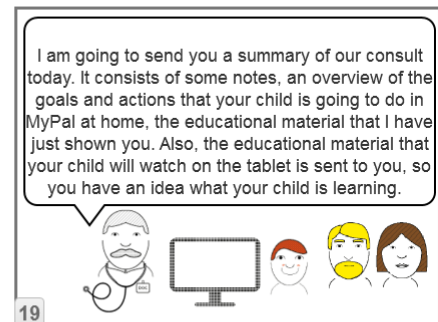 I am going to send you a summary of our consult
today. It consists of some notes, an overview of the
goals and actions that your child is going to do in
MyPal at home, the educational material that I have
just shown you. Also, the educational material that
your child will watch on the tablet is sent to you, so
you have an idea what your child is learning.
19